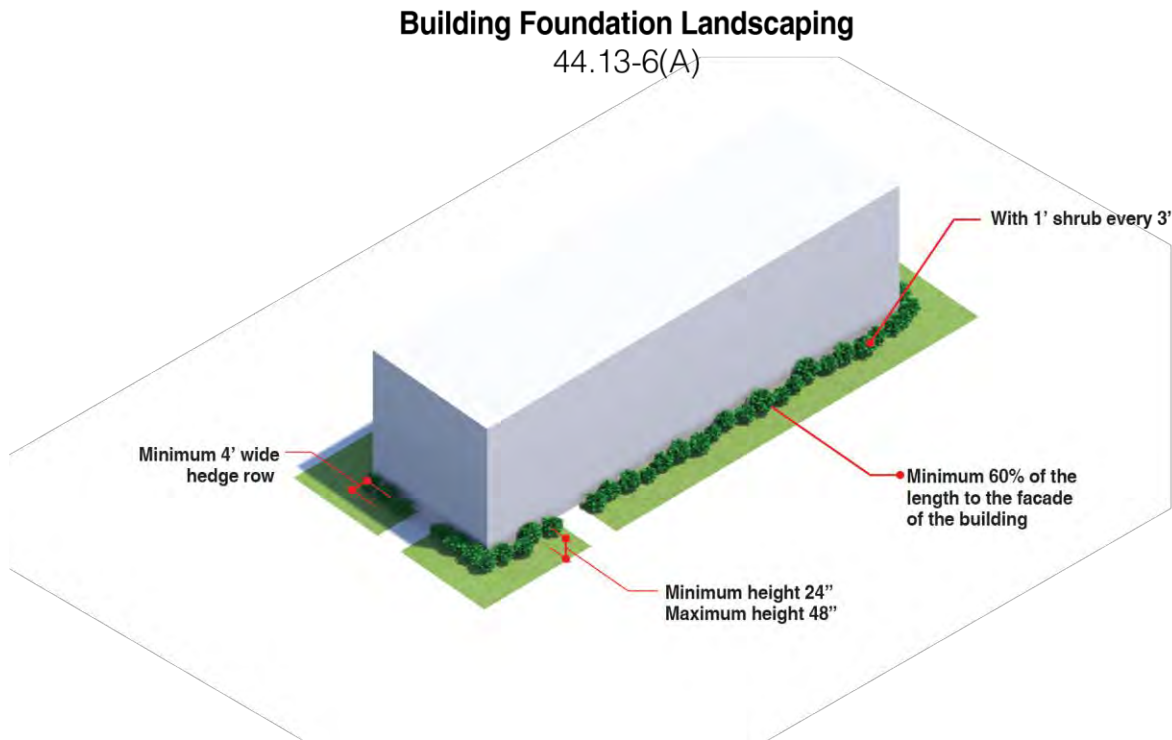 Building Foundation Landscaping
44.13-6(A)
With 1’ shrub every 3’
Minimum 4’ wide
hedge row
Minimum 60% of the
length to the facade
of the building
Minimum height 24”
Maximum height 48”